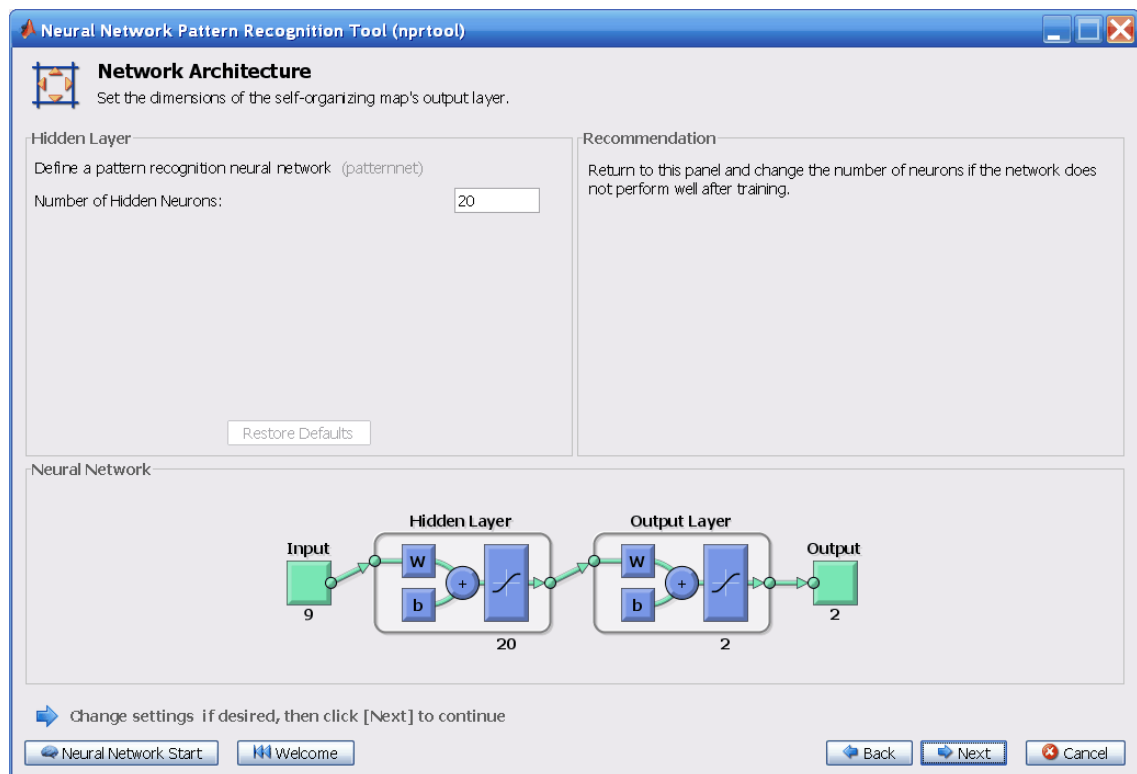 Neural Network Pattern Recognition Tool (nprtool)
Network Architecture
Set the dimensions of the self-organizing map's output layer.
Hidden Layer
Define a pattern recognition neural network (patternnet)
Number of Hidden Neurons: 20
Restore Defaults
Recommendation
Return to this panel and change the number of neurons if the network does
not perform well after training.
Neural Network
Hidden Layer
Output Layer
Input
Output
W
b
+
W
b
+
9
20
2
2
Change settings if desired, then click [Next] to continue
Neural Network Start
Welcome
Back
Next
Cancel